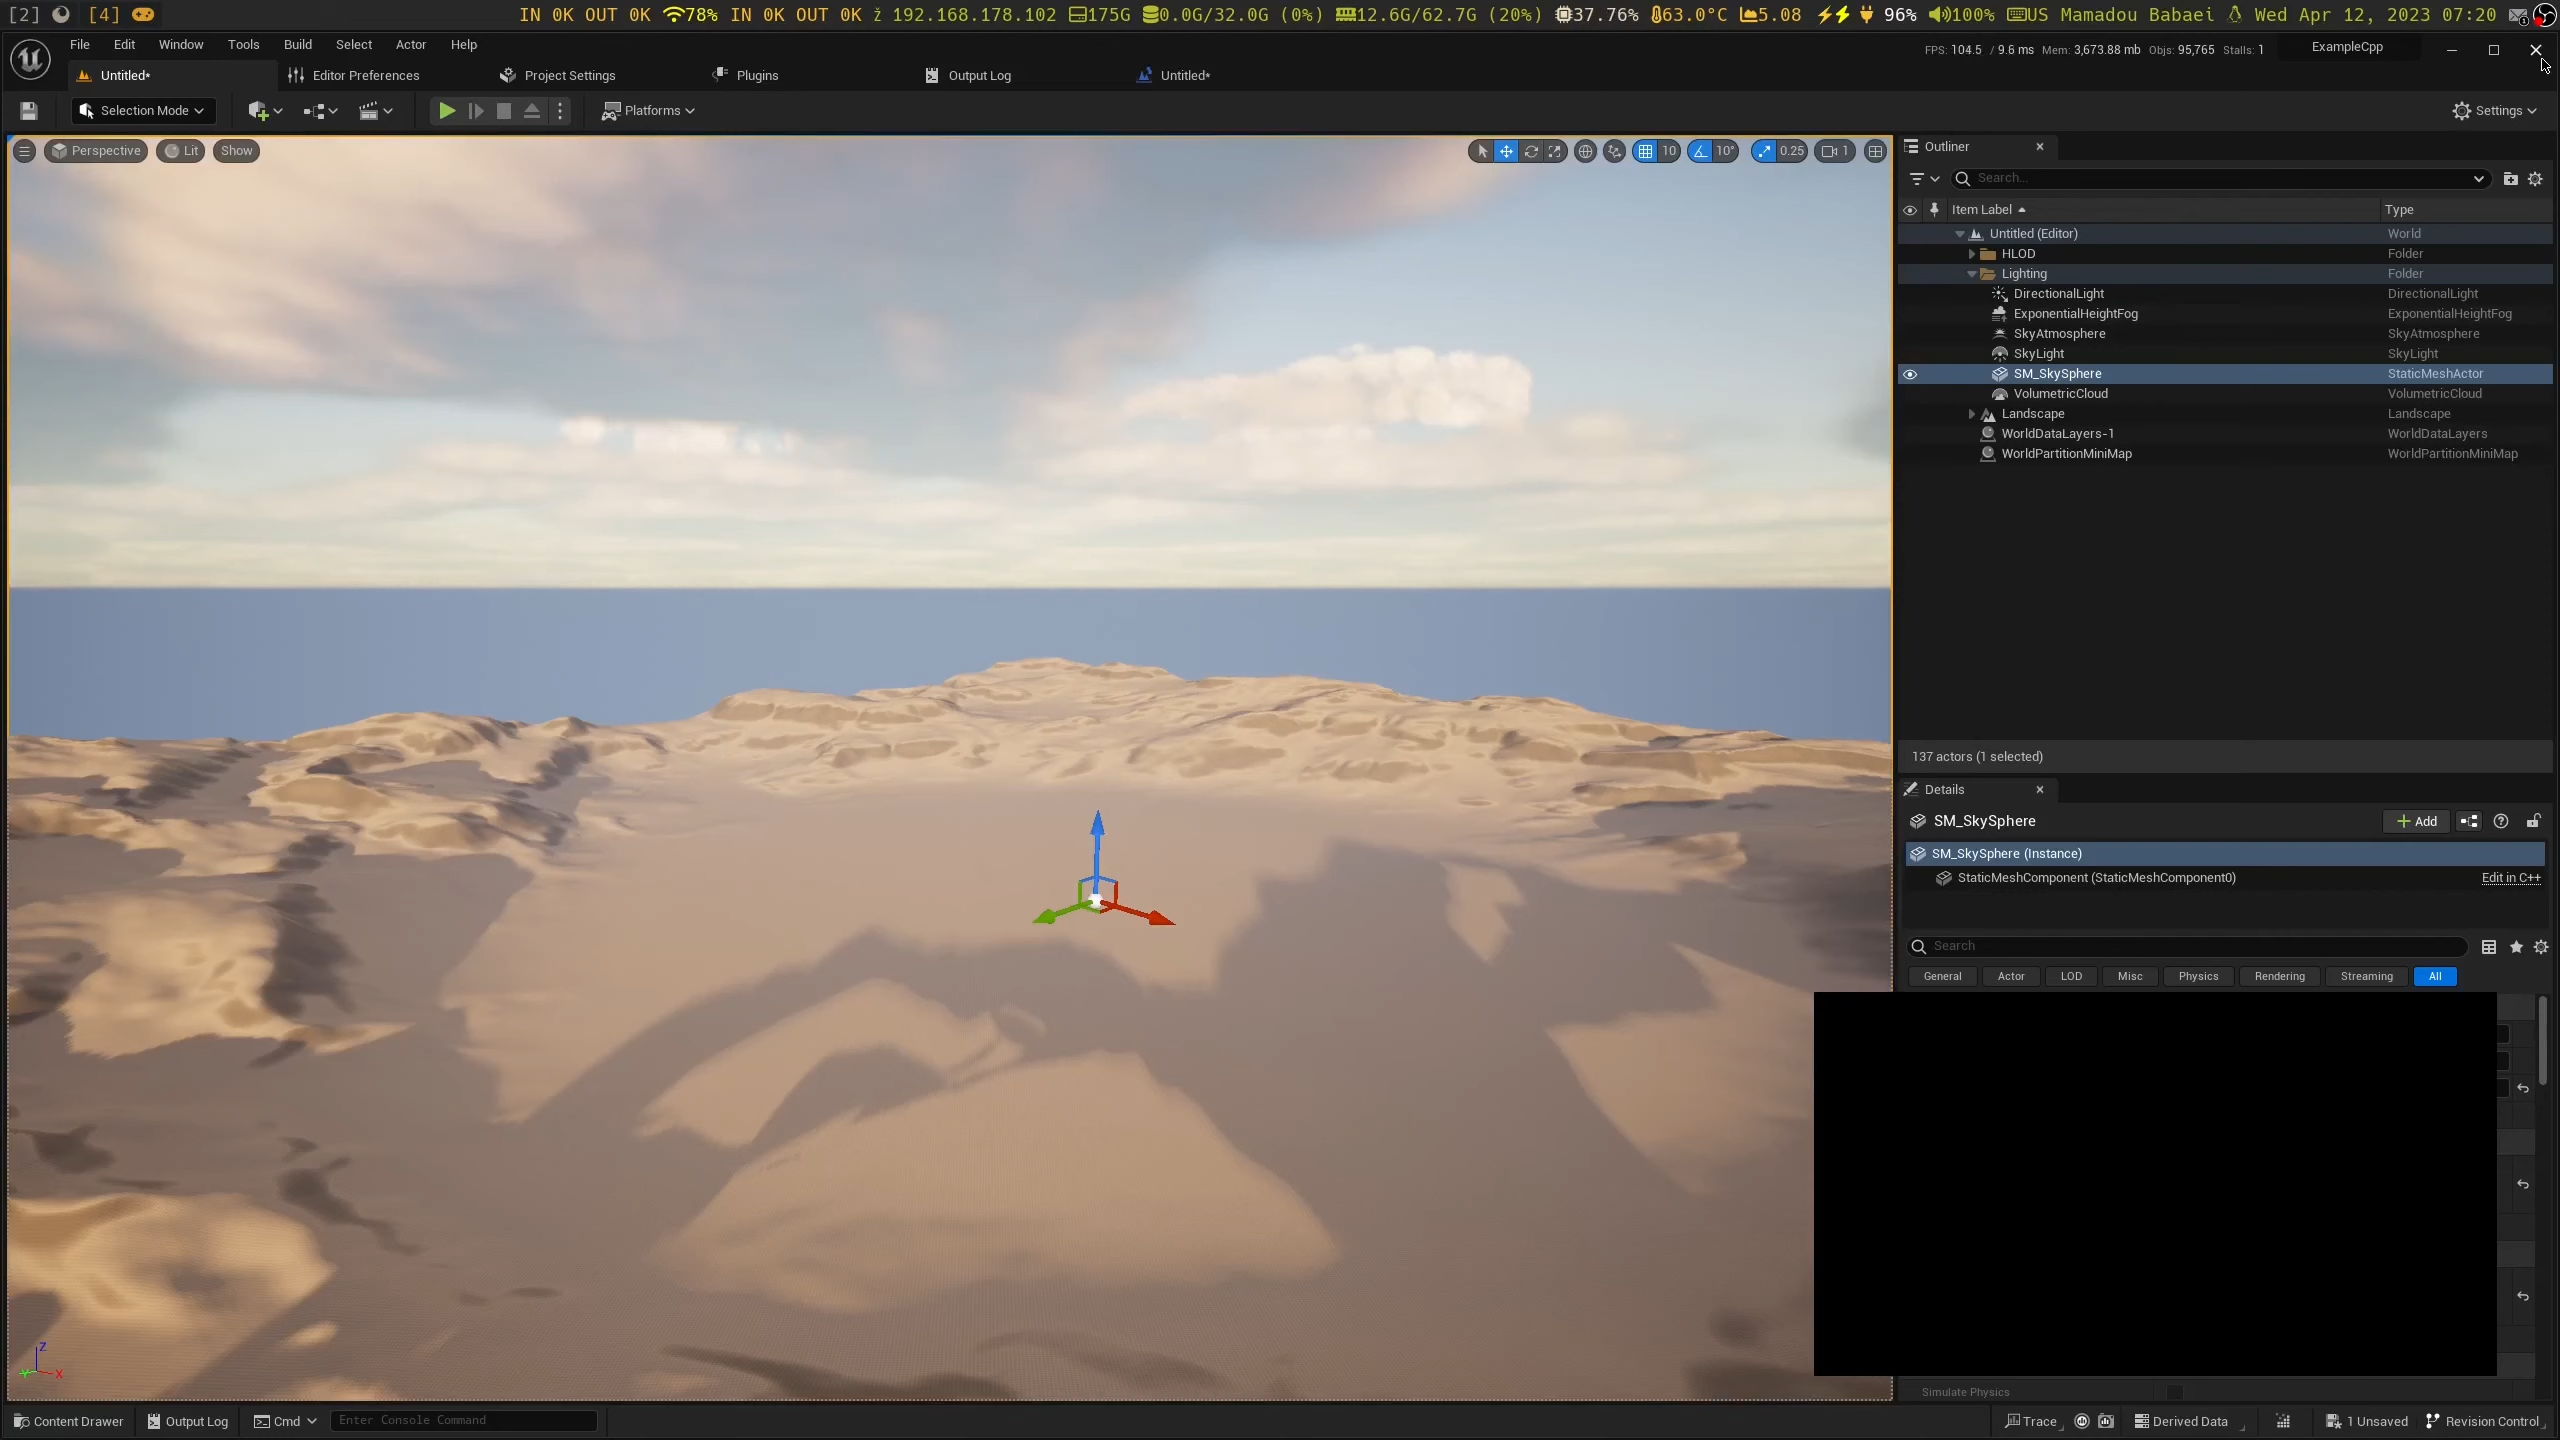 [2] [4] IN 0K OUT 0K 78% IN 0K OUT 0K ż 192.168.178.102 175G 0.0G/32.0G (0%) 12.6G/62.7G (20%) 37.76% 63.0°C 5.08 96% 100% US Mamadou Babaei Wed Apr 12, 2023 07:20
File Edit Window Tools Build Select Actor Help
FPS: 104.5 / 9.6 ms Mem: 3,673.88 mb Objs: 95,765 Stalls: 1 ExampleCpp
Untitled* Editor Preferences Project Settings Plugins Output Log Untitled*
Selection Mode Platforms Settings
Perspective Lit Show 10 10° 0.25 1
Outliner
Search...
Item Label Type
Untitled (Editor) World
HLOD Folder
Lighting Folder
DirectionalLight DirectionalLight
ExponentialHeightFog ExponentialHeightFog
SkyAtmosphere SkyAtmosphere
SkyLight SkyLight
SM_SkySphere StaticMeshActor
VolumetricCloud VolumetricCloud
Landscape Landscape
WorldDataLayers-1 WorldDataLayers
WorldPartitionMiniMap WorldPartitionMiniMap
137 actors (1 selected)
Details
SM_SkySphere Add
SM_SkySphere (Instance)
StaticMeshComponent (StaticMeshComponent0) Edit in C++
Search
General Actor LOD Misc Physics Rendering Streaming All
Simulate Physics
Z
Y X
Content Drawer Output Log Cmd Enter Console Command Trace Derived Data 1 Unsaved Revision Control